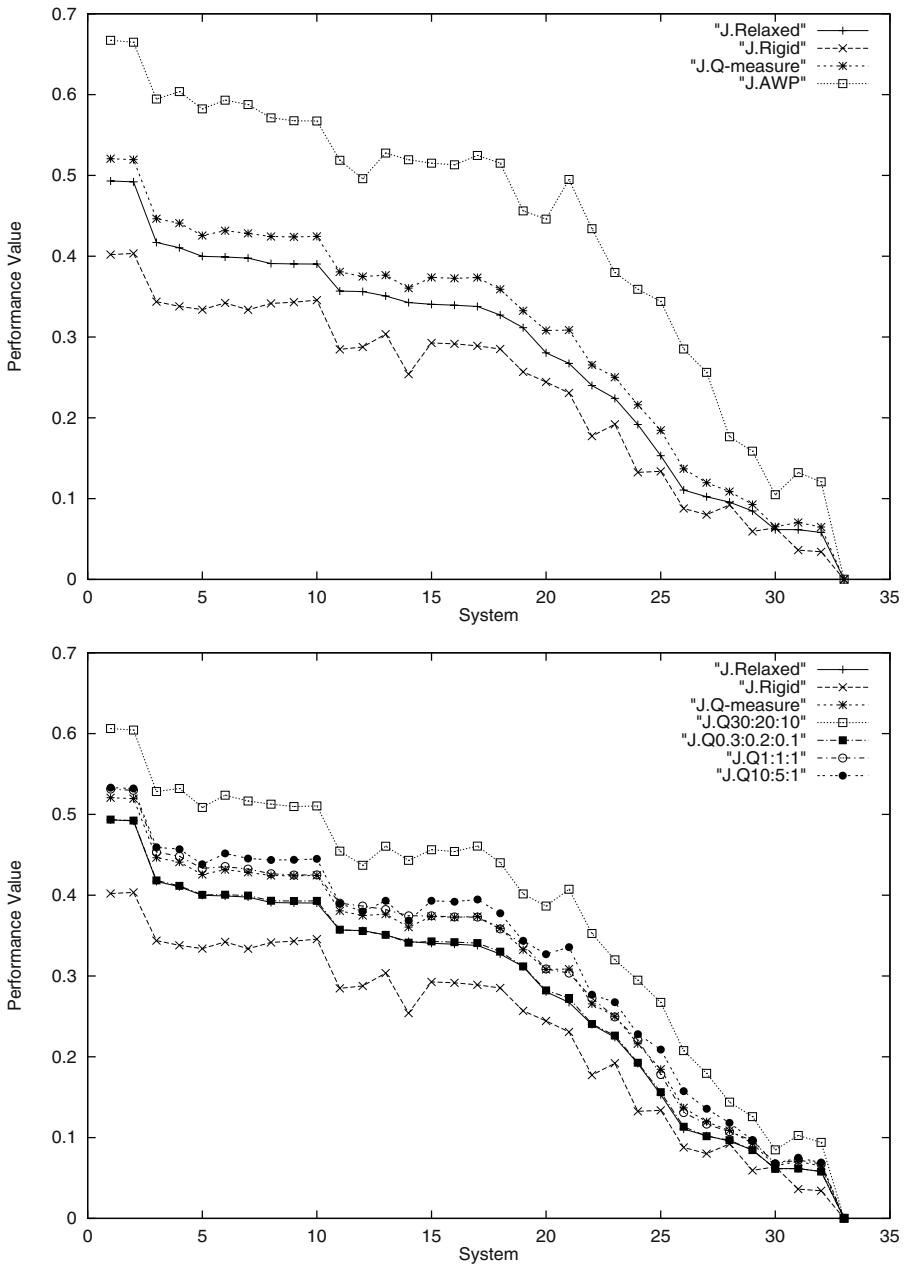 0.7
0.6
0.5
0.4
0.3
0.2
0.1
0
Performance Value
0 5 10 15 20 25 30 35
System
"J.Relaxed"
"J.Rigid"
"J.Q-measure"
"J.AWP"
0.7
0.6
0.5
0.4
0.3
0.2
0.1
0
Performance Value
0 5 10 15 20 25 30 35
System
"J.Relaxed"
"J.Rigid"
"J.Q-measure"
"J.Q30:20:10"
"J.Q0.3:0.2:0.1"
"J.Q1:1:1"
"J.Q10:5:1"